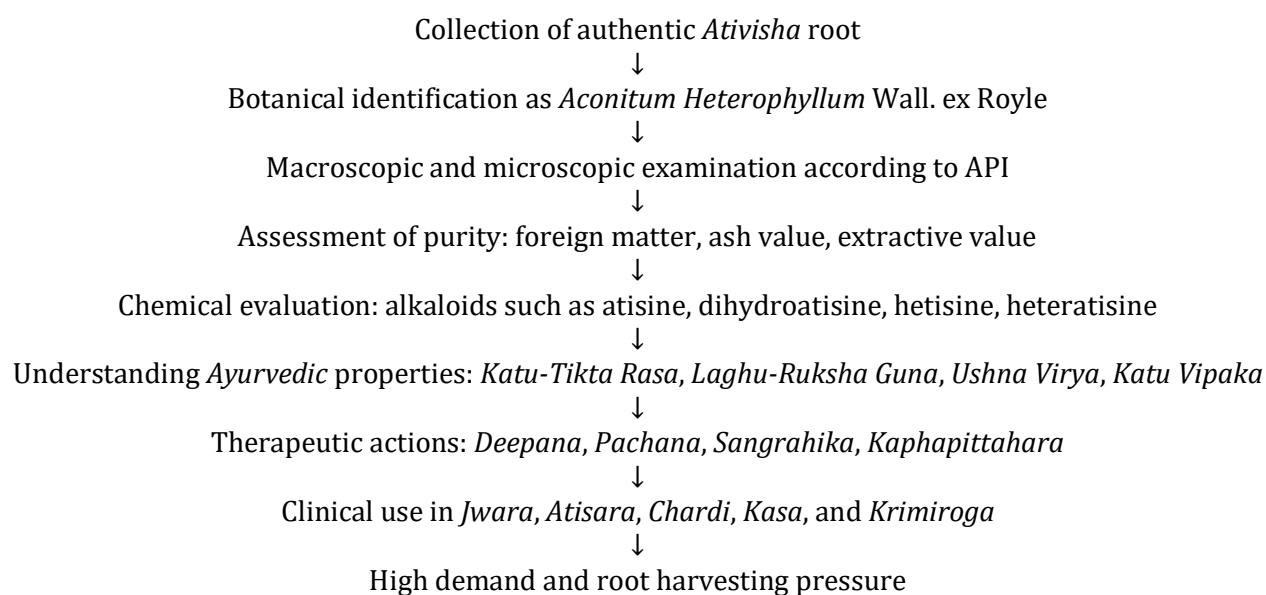 Collection of authentic Ativisha root
↓
Botanical identification as Aconitum Heterophyllum Wall. ex Royle
↓
Macroscopic and microscopic examination according to API
↓
Assessment of purity: foreign matter, ash value, extractive value
↓
Chemical evaluation: alkaloids such as atisine, dihydroatisine, hetisine, heteratisine
↓
Understanding Ayurvedic properties: Katu-Tikta Rasa, Laghu-Ruksha Guna, Ushna Virya, Katu Vipaka
↓
Therapeutic actions: Deepana, Pachana, Sangrahika, Kaphapittahara
↓
Clinical use in Jwara, Atisara, Chardi, Kasa, and Krimiroga
↓
High demand and root harvesting pressure